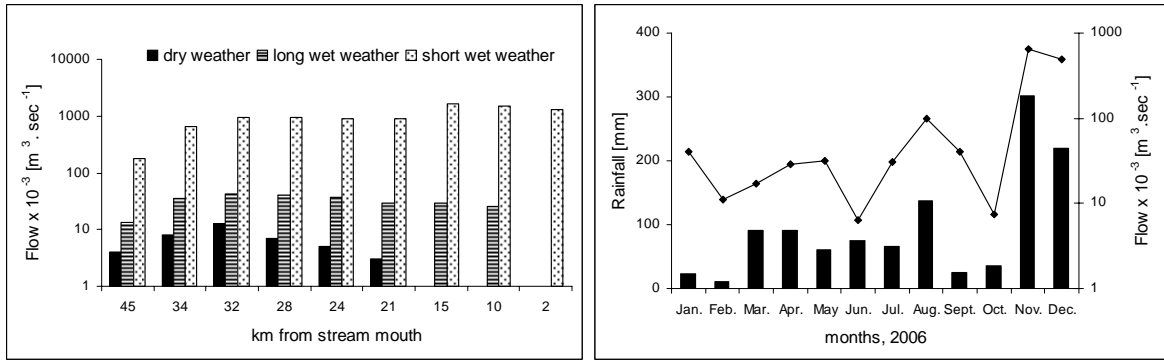 dry weather long wet weather short wet weather
10000
1000
100
10
1
Flow x 10⁻³ [m³. sec⁻¹]
45 34 32 28 24 21 15 10 2
km from stream mouth
400
300
200
100
0
Rainfall [mm]
1000
100
10
1
Flow x 10⁻³ [m³.sec⁻¹]
Jan. Feb. Mar. Apr. May Jun. Jul. Aug. Sept. Oct. Nov. Dec.
months, 2006